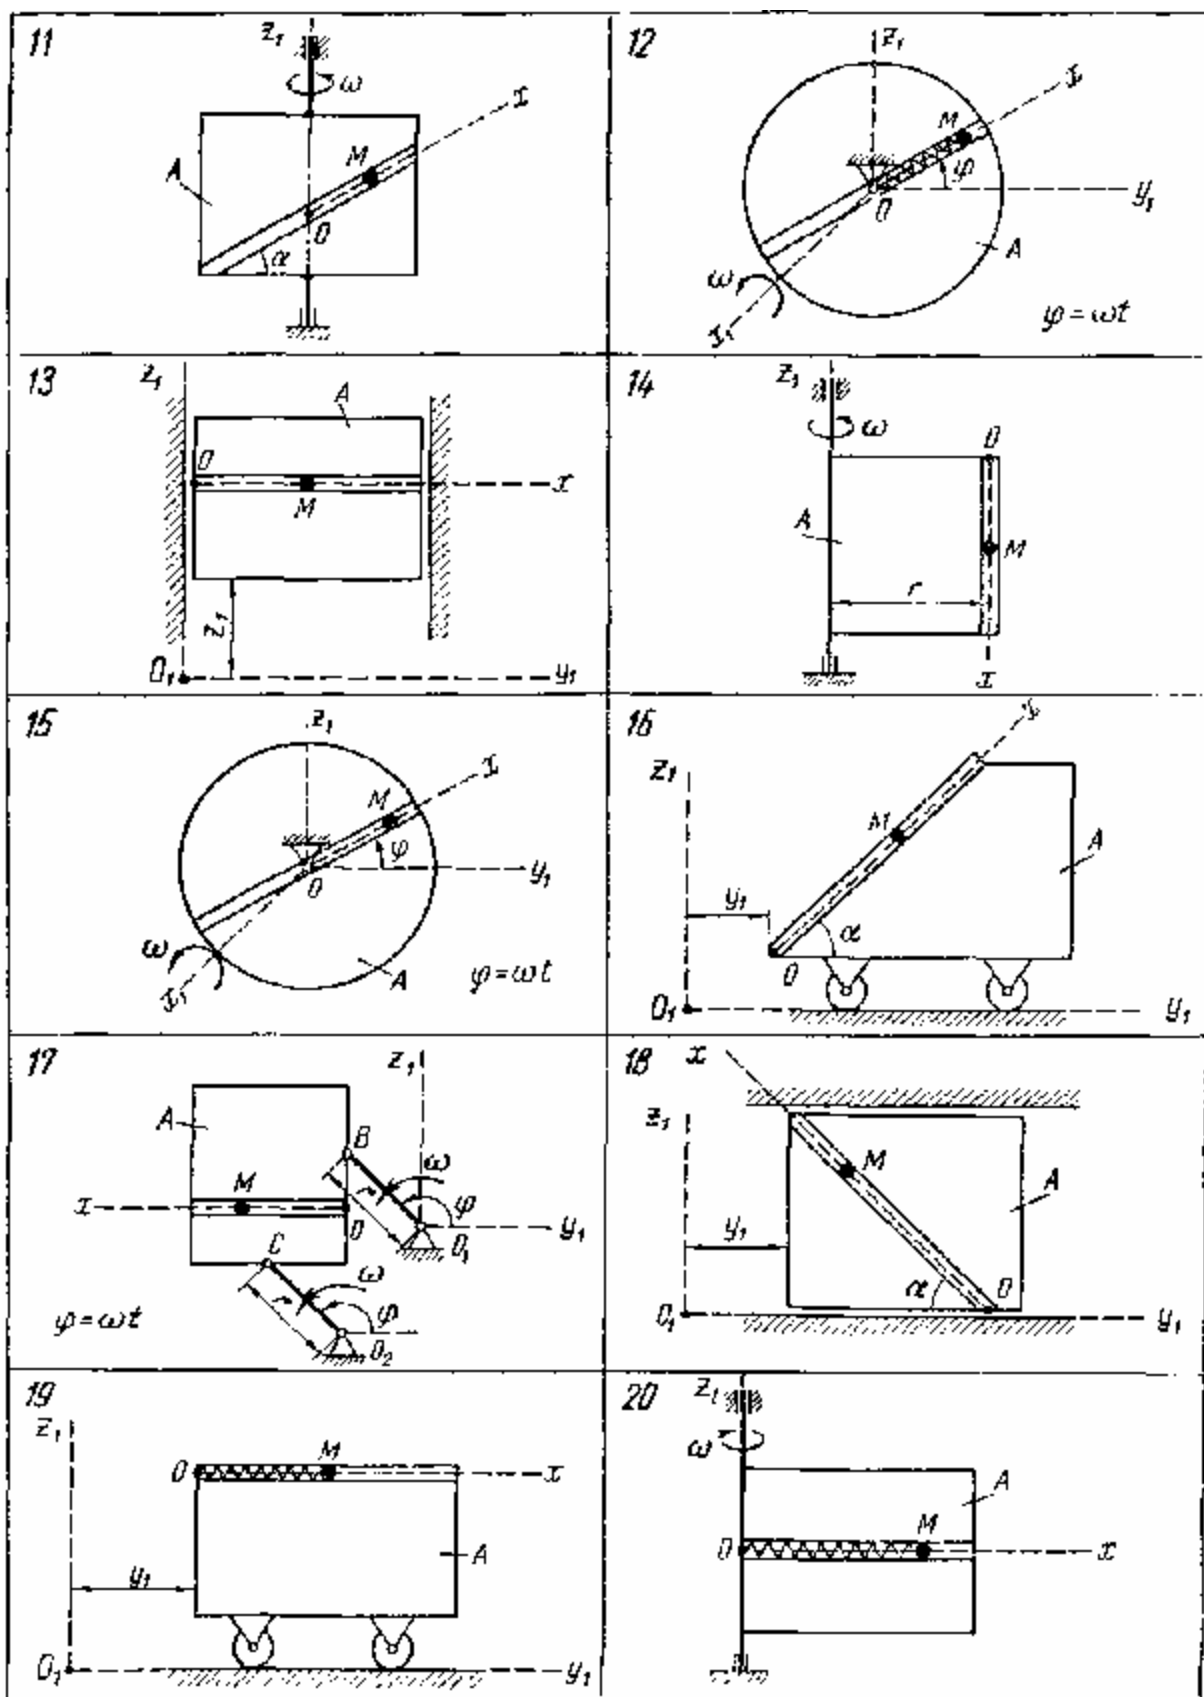 11
z₁
ω
x
M
A
O
α
12
z₁
x
M
φ
O
y₁
A
ω
x₁
φ = ωt
13
z₁
A
O
x
M
z₁
O₁
y₁
14
z₁
ω
O
A
M
r
x
15
z₁
x
M
φ
O
y₁
ω
A
x₁
φ = ωt
16
z₁
x
M
A
y₁
α
O
O₁
y₁
17
z₁
A
B
ω
M
φ
x
O
y₁
O₁
C
ω
φ
φ = ωt
O₂
18
x
z₁
M
A
y₁
α
O
O₁
y₁
19
z₁
O
M
x
A
y₁
O₁
y₁
20
z₁
ω
A
M
O
x